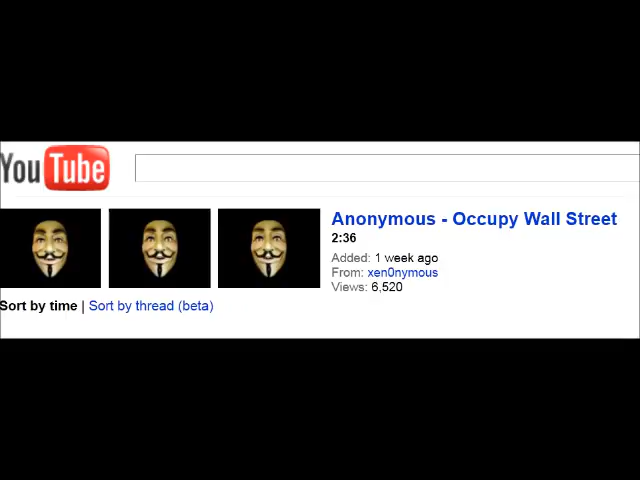 YouTube
Anonymous - Occupy Wall Street
2:36
Added: 1 week ago
From: xen0nymous
Views: 6,520
Sort by time | Sort by thread (beta)